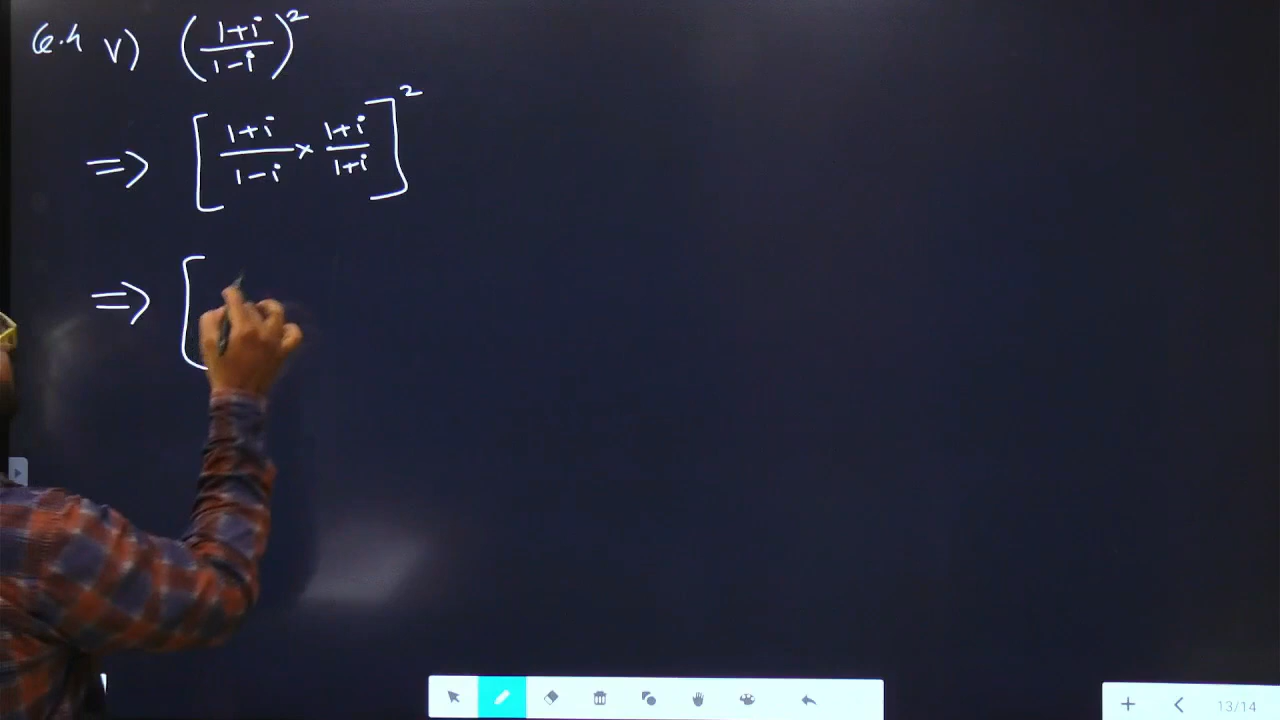 6.4 v) ((1+i)/(1-i))²
=> [(1+i)/(1-i) × (1+i)/(1+i)]²
=> [
13/14